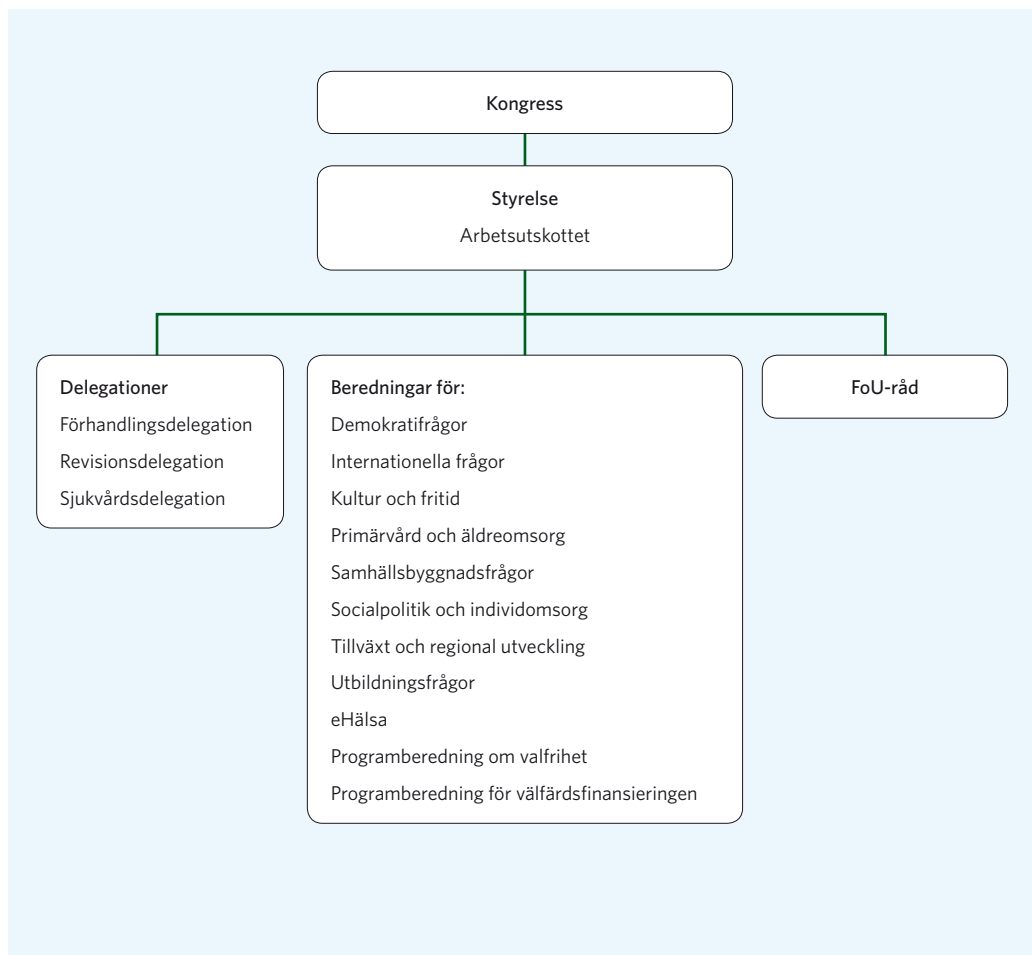 Kongress
Styrelse
Arbetsutskottet
Delegationer
Förhandlingsdelegation
Revisionsdelegation
Sjukvårdsdelegation
Beredningar för:
Demokratifrågor
Internationella frågor
Kultur och fritid
Primärvård och äldreomsorg
Samhällsbyggnadsfrågor
Socialpolitik och individomsorg
Tillväxt och regional utveckling
Utbildningsfrågor
eHälsa
Programberedning om valfrihet
Programberedning för välfärdsfinansieringen
FoU-råd